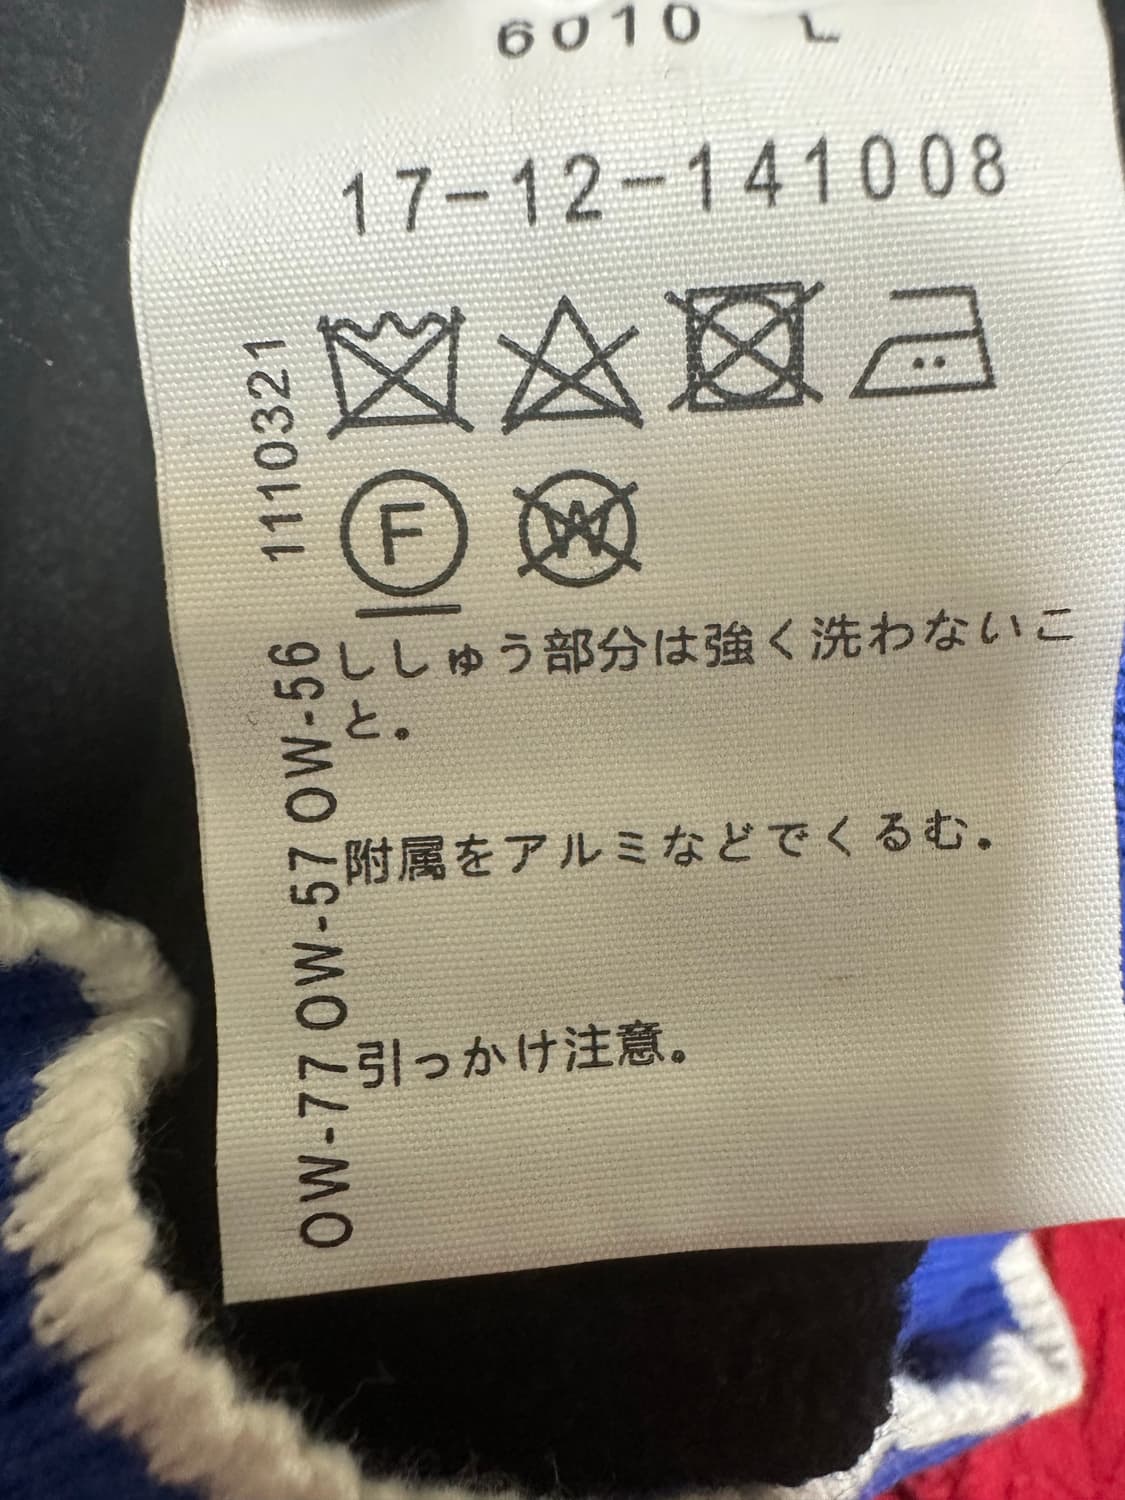 6010 L
17-12-141008
F W
ししゅう部分は強く洗わないこ
と。
附属をアルミなどでくるむ。
引っかけ注意。
OW-77 OW-57 OW-56 110321